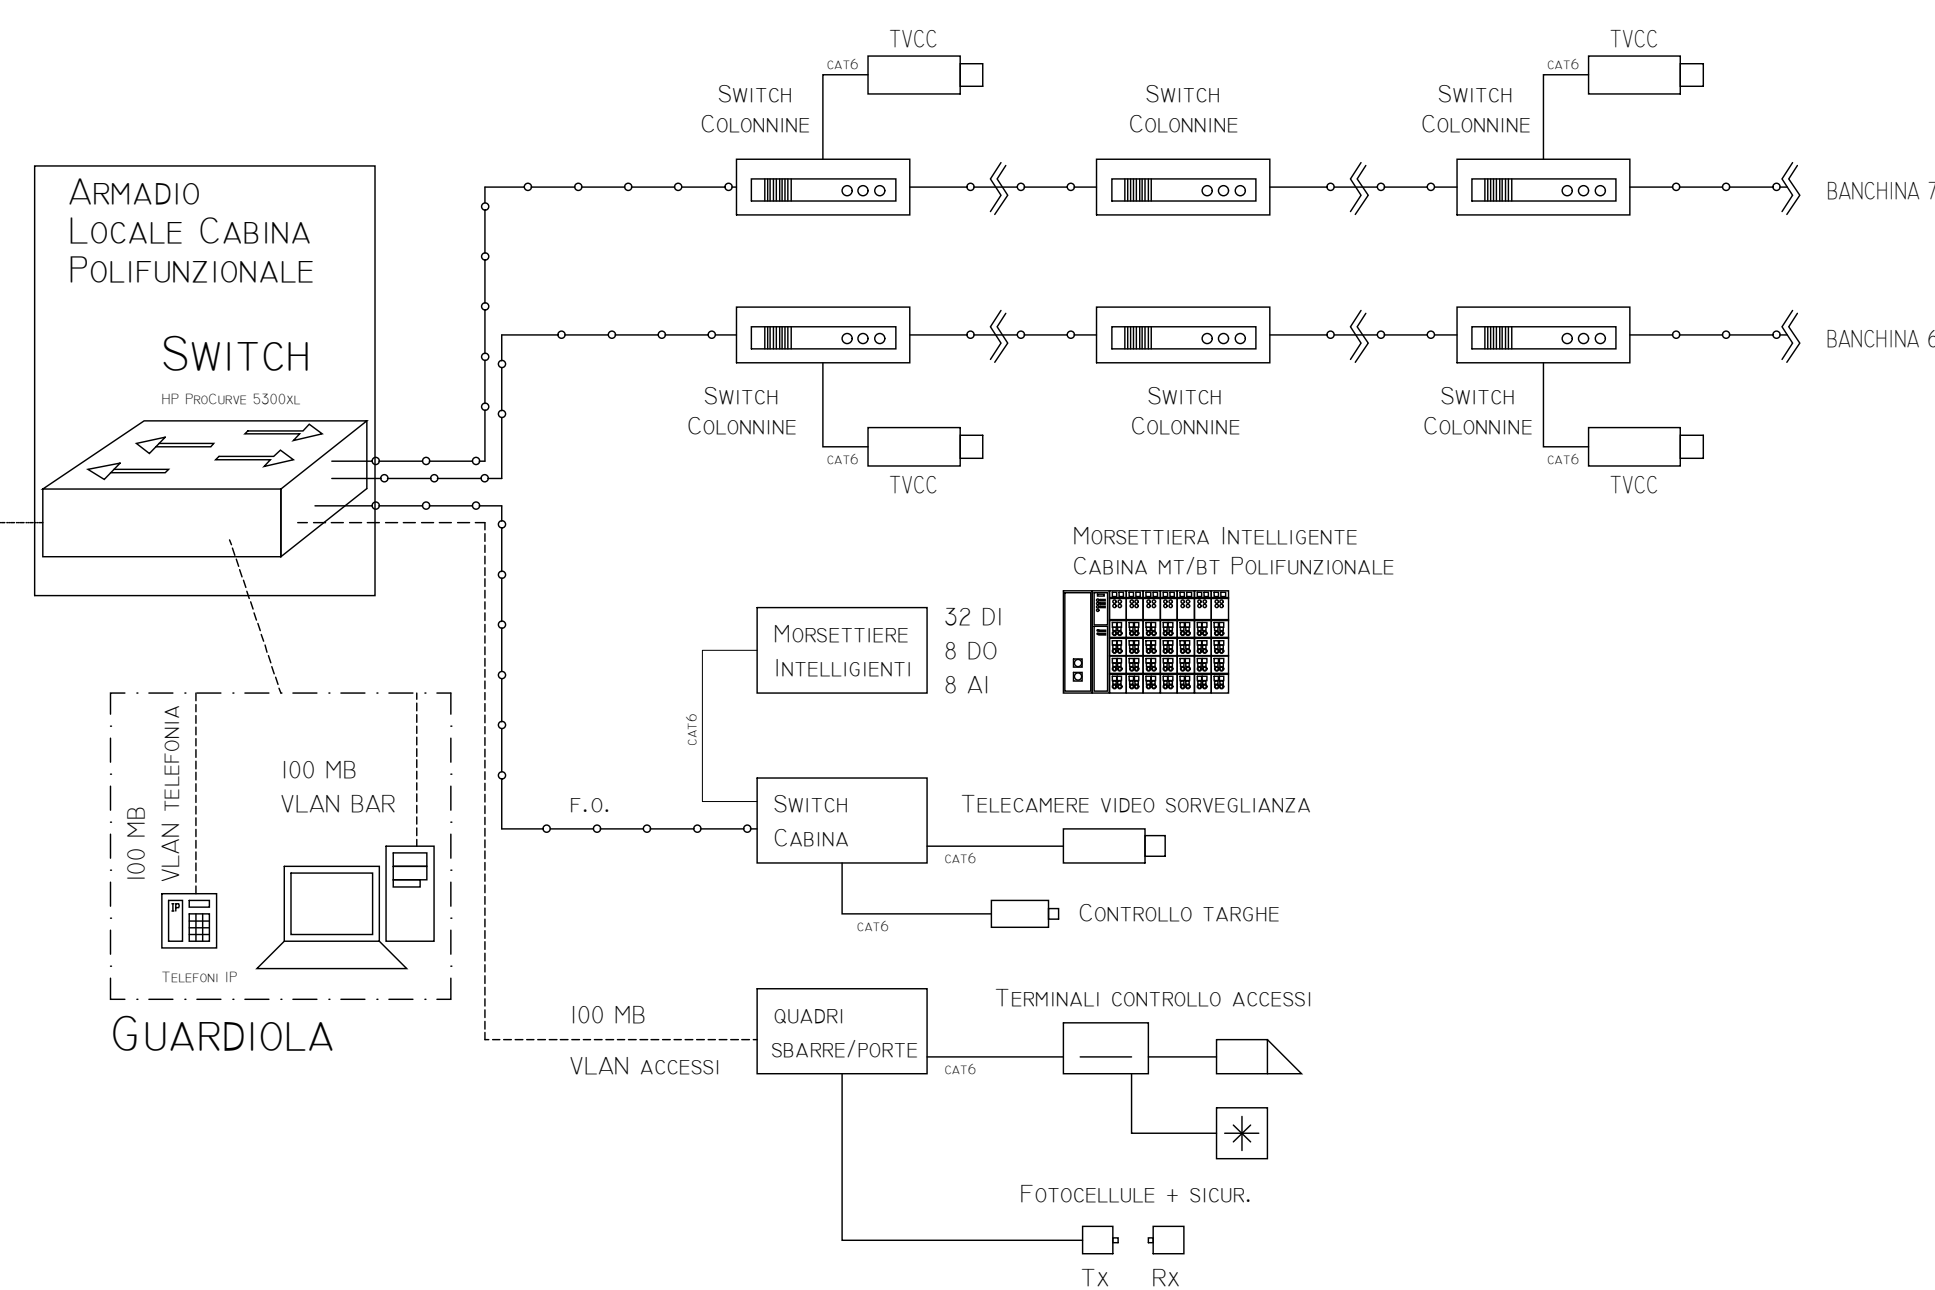 TVCC
TVCC
CAT6
CAT6
SWITCH
COLONNINE
SWITCH
COLONNINE
SWITCH
COLONNINE
BANCHINA 7
ARMADIO
LOCALE CABINA
POLIFUNZIONALE
SWITCH
HP PROCURVE 5300XL
BANCHINA 6
SWITCH
COLONNINE
SWITCH
COLONNINE
SWITCH
COLONNINE
CAT6
CAT6
TVCC
TVCC
MORSETTIERA INTELLIGENTE
CABINA MT/BT POLIFUNZIONALE
MORSETTIERE
INTELLIGIENTI
32 DI
8 DO
8 AI
CAT6
100 MB
VLAN TELEFONIA
100 MB
VLAN BAR
IP
TELEFONI IP
GUARDIOLA
F.O.
SWITCH
CABINA
TELECAMERE VIDEO SORVEGLIANZA
CAT6
CONTROLLO TARGHE
CAT6
100 MB
VLAN ACCESSI
QUADRI
SBARRE/PORTE
TERMINALI CONTROLLO ACCESSI
CAT6
FOTOCELLULE + SICUR.
TX
RX